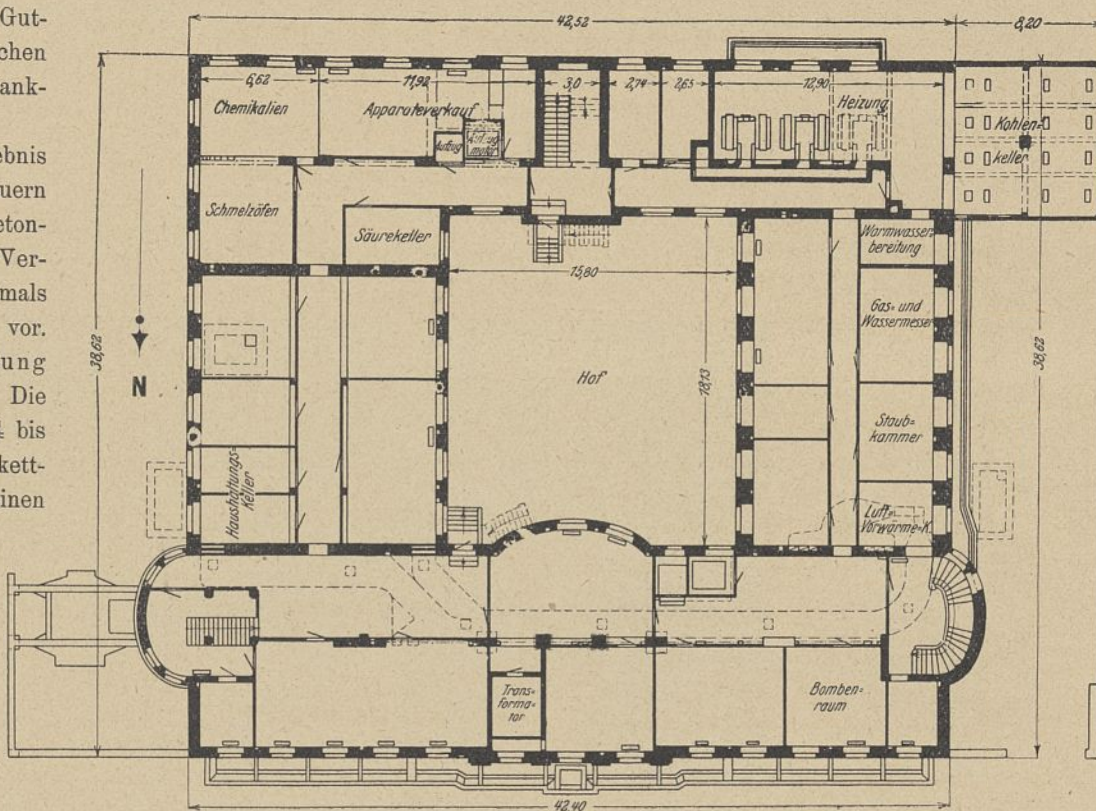 Gut-
chen
ank-
ebnis
uern
eton-
Ver-
mals
vor.
ung
Die
bis
kett-
inen
42,52
8,20
6,62
11,92
3,0
2,74
2,65
12,90
Chemikalien
Apparateverkauf
Heizung
Kohlen-
keller
Aufzug
Schmelzöfen
Säurekeller
Warmwasser-
bereitung
15,80
Gas- und
Wassermesser
38,62
N
Hof
18,13
38,62
Staub-
kammer
Haushaltungs-
Keller
Luft-
Vorwärme-K.
Trans-
forma-
tor
Bomben-
raum
42,40